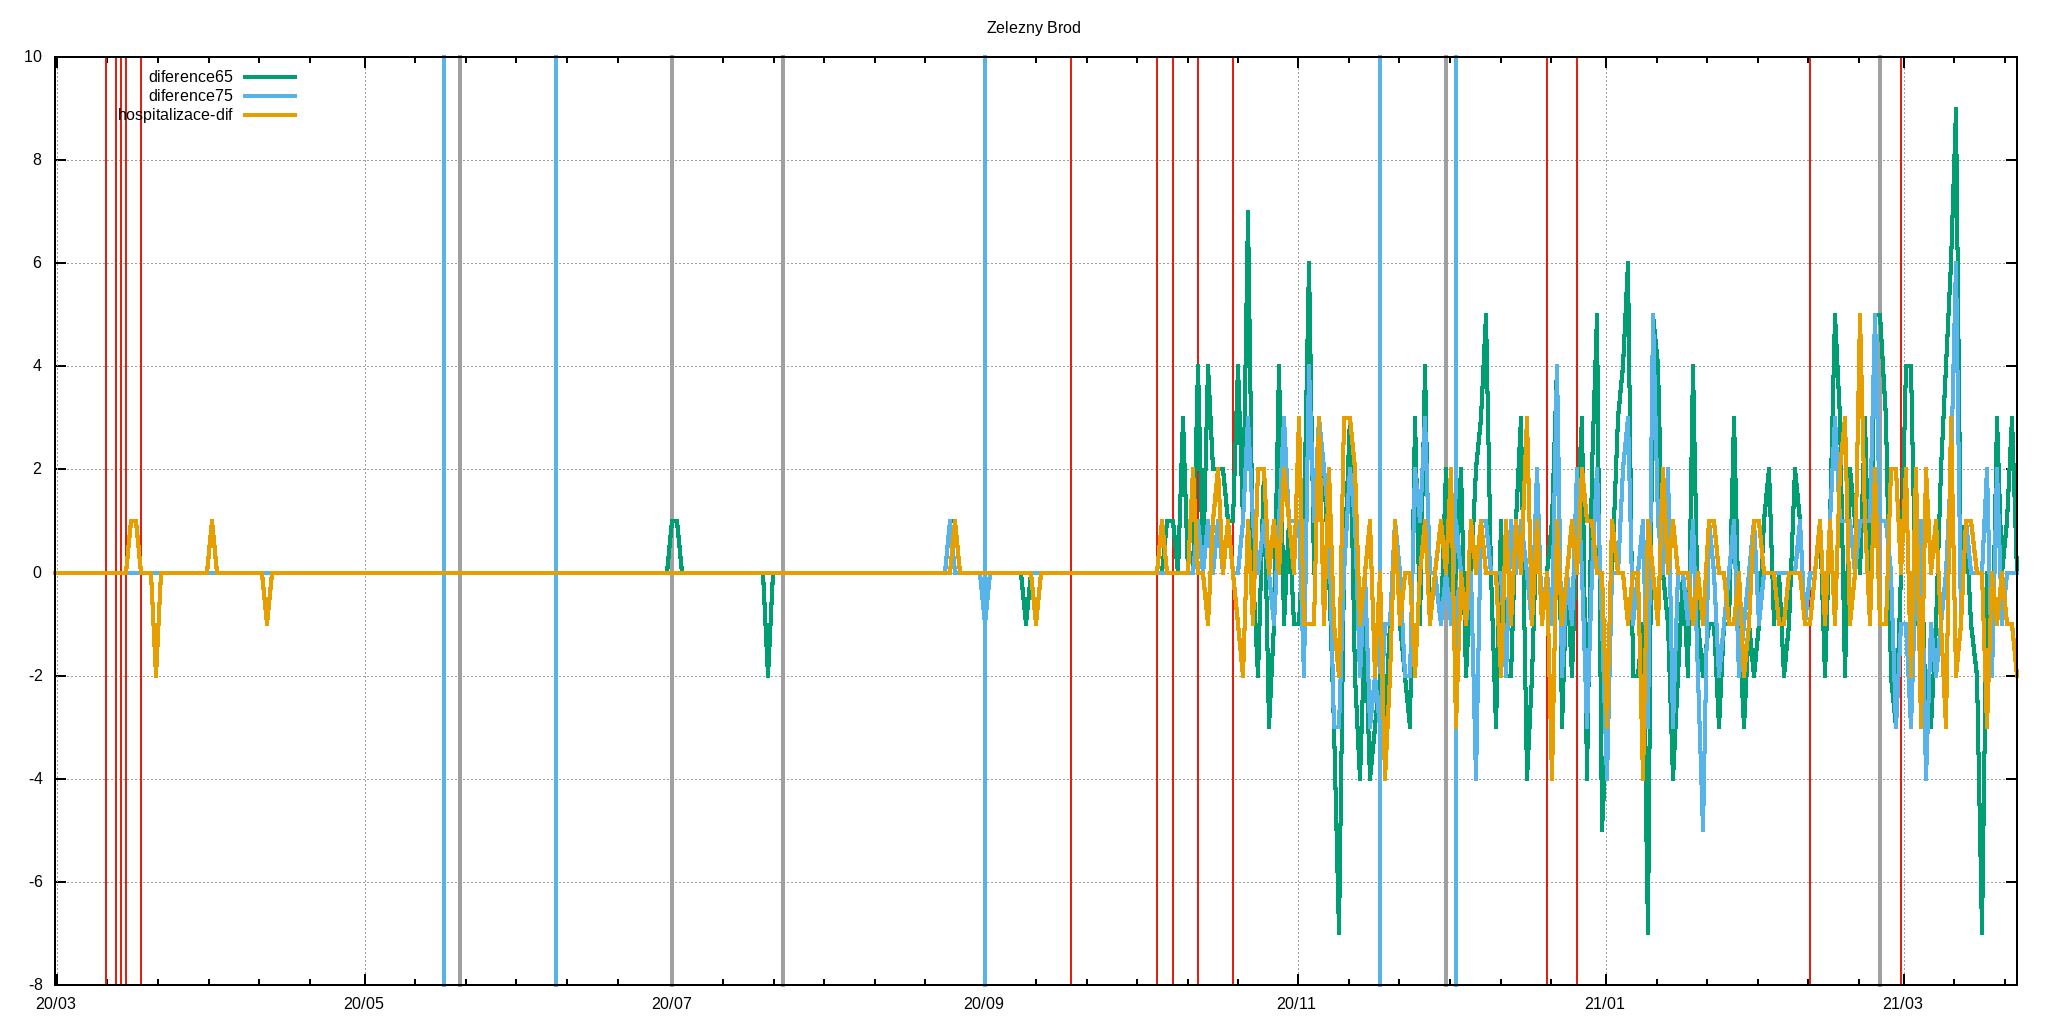 Zelezny Brod
10
diference65
diference75
hospitalizace-dif
8
6
4
2
0
-2
-4
-6
-8
20/03 20/05 20/07 20/09 20/11 21/01 21/03